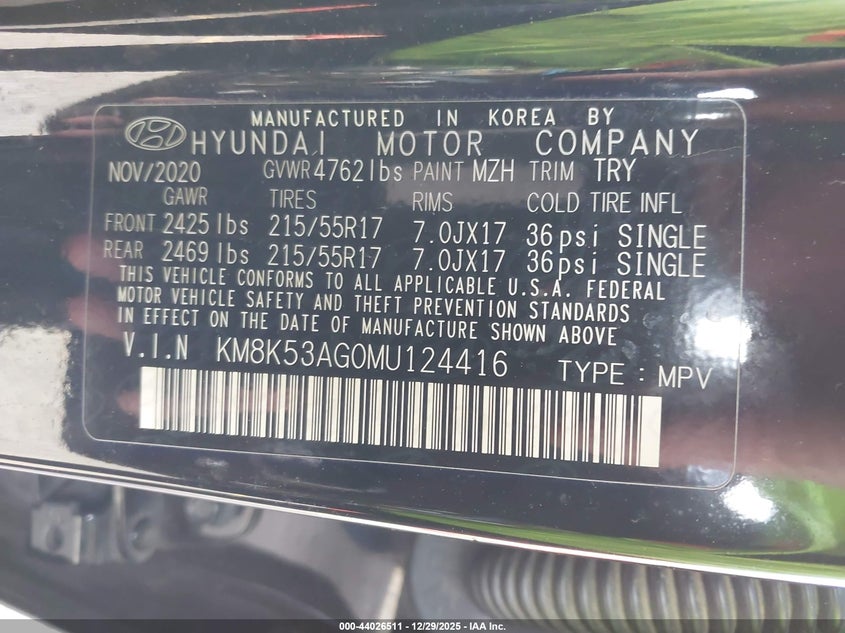 MANUFACTURED IN KOREA BY
HYUNDAI MOTOR COMPANY
NOV/2020 GVWR 4762 lbs PAINT MZH TRIM TRY
GAWR TIRES RIMS COLD TIRE INFL
FRONT 2425 lbs 215/55R17 7.0JX17 36psi SINGLE
REAR 2469 lbs 215/55R17 7.0JX17 36psi SINGLE
THIS VEHICLE CONFORMS TO ALL APPLICABLE U.S.A. FEDERAL
MOTOR VEHICLE SAFETY AND THEFT PREVENTION STANDARDS
IN EFFECT ON THE DATE OF MANUFACTURE SHOWN ABOVE
V.I.N KM8K53AG0MU124416 TYPE : MPV
000-44026511 - 12/29/2025 - IAA Inc.